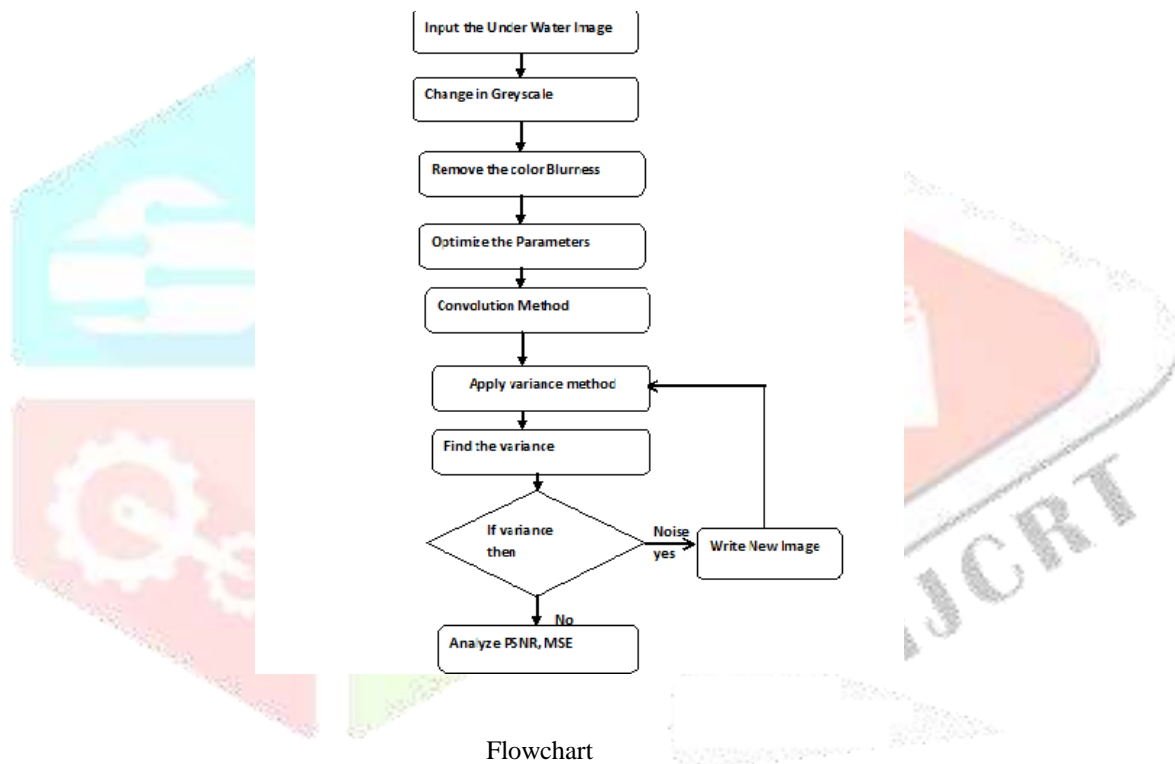 Input the Under Water Image
Change in Greyscale
Remove the color Blurness
Optimize the Parameters
Convolution Method
Apply variance method
Find the variance
If variance
then
Noise
yes
Write New Image
No
Analyze PSNR, MSE
IJCRT
Flowchart